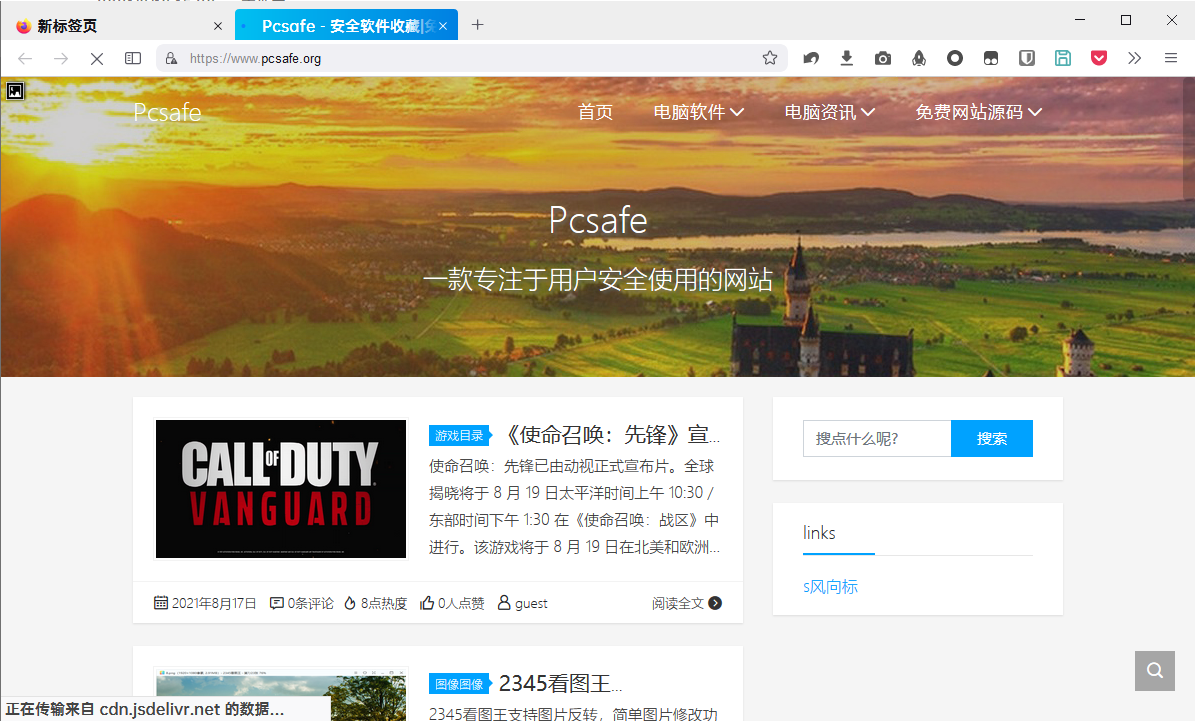 新标签页
Pcsafe - 安全软件收藏|免
https://www.pcsafe.org
Pcsafe
首页
电脑软件
电脑资讯
免费网站源码
Pcsafe
一款专注于用户安全使用的网站
CALL OF DUTY
VANGUARD
游戏目录
《使命召唤：先锋》宣...
使命召唤：先锋已由动视正式宣布片。全球
揭晓将于 8 月 19 日太平洋时间上午 10:30 /
东部时间下午 1:30 在《使命召唤：战区》中
进行。该游戏将于 8 月 19 日在北美和欧洲...
2021年8月17日
0条评论
8点热度
0人点赞
guest
阅读全文
搜点什么呢?
搜索
links
s风向标
图像图像
2345看图王...
2345看图王支持图片反转，简单图片修改功
正在传输来自 cdn.jsdelivr.net 的数据...